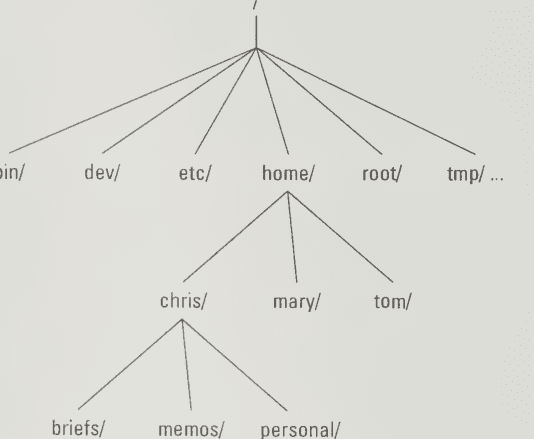 /
dev/ etc/ home/ root/ tmp/ ...
chris/ mary/ tom/
briefs/ memos/ personal/